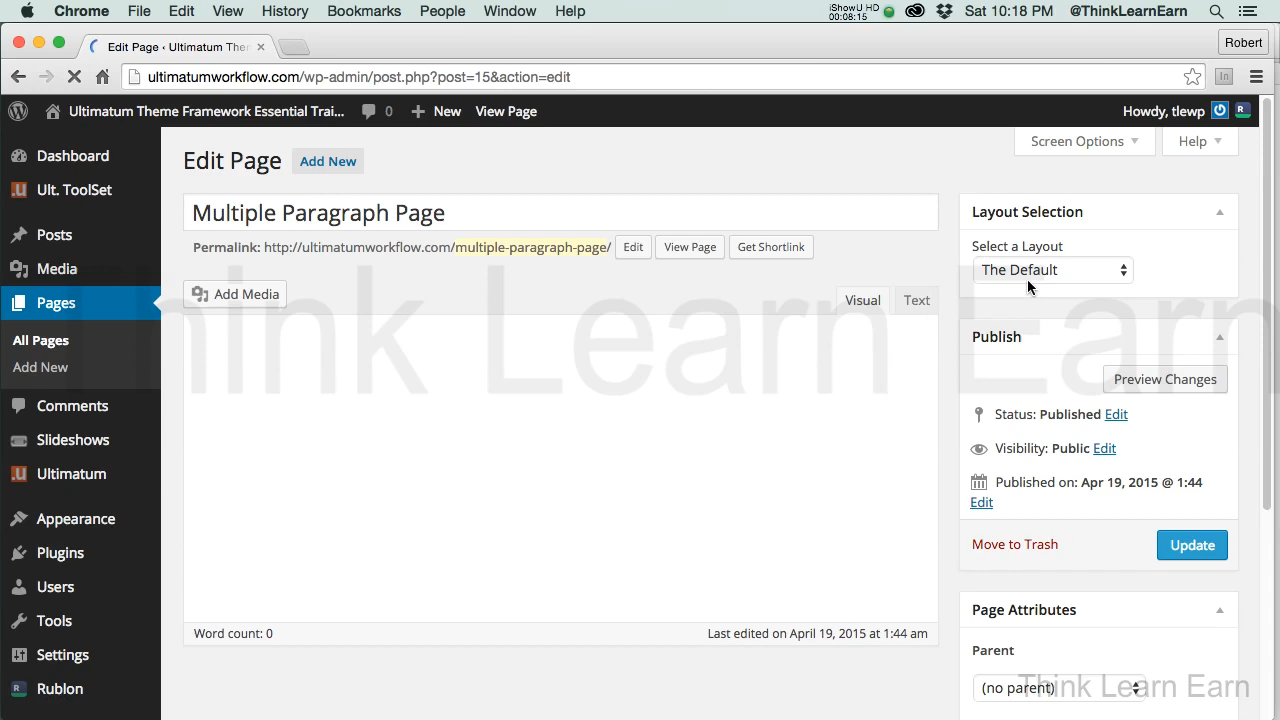 Chrome File Edit View History Bookmarks People Window Help iShowU HD 00:08:15 Sat 10:18 PM @ThinkLearnEarn
Edit Page ‹ Ultimatum The Robert
ultimatumworkflow.com/wp-admin/post.php?post=15&action=edit In
Ultimatum Theme Framework Essential Trai... 0 New View Page Howdy, tlewp
Screen Options Help
Dashboard
Ult. ToolSet
Posts
Media
Pages
All Pages
Add New
Comments
Slideshows
Ultimatum
Appearance
Plugins
Users
Tools
Settings
Rublon
Edit Page Add New
Multiple Paragraph Page
Permalink: http://ultimatumworkflow.com/multiple-paragraph-page/ Edit View Page Get Shortlink
Add Media Visual Text
Think Learn Earn
Word count: 0 Last edited on April 19, 2015 at 1:44 am
Layout Selection
Select a Layout
The Default
Publish
Preview Changes
Status: Published Edit
Visibility: Public Edit
Published on: Apr 19, 2015 @ 1:44
Edit
Move to Trash Update
Page Attributes
Parent
(no parent)
Think Learn Earn